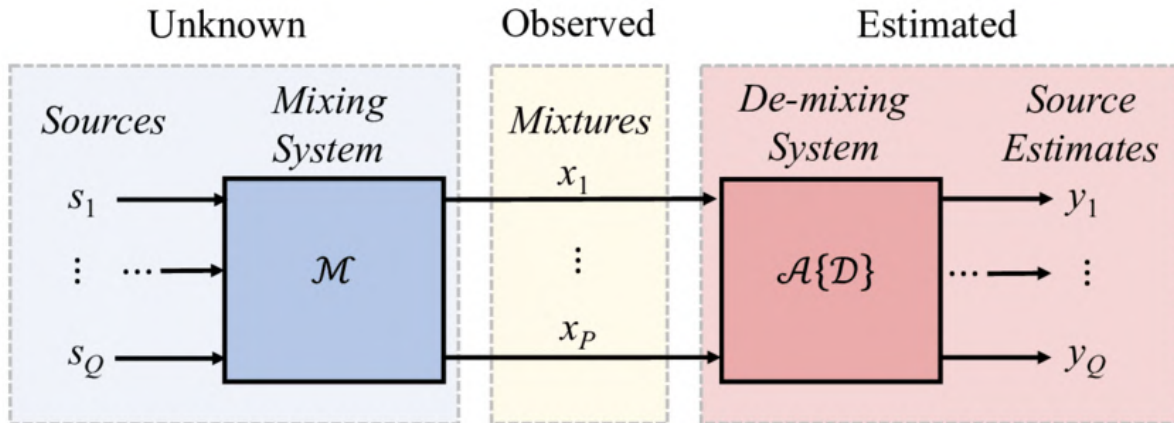 Unknown
Observed
Estimated
Sources
Mixing
System
Mixtures
De-mixing
System
Source
Estimates
s1
x1
y1
⋮
...
ℳ
⋮
𝒜{𝒟}
...
⋮
sQ
xP
yQ